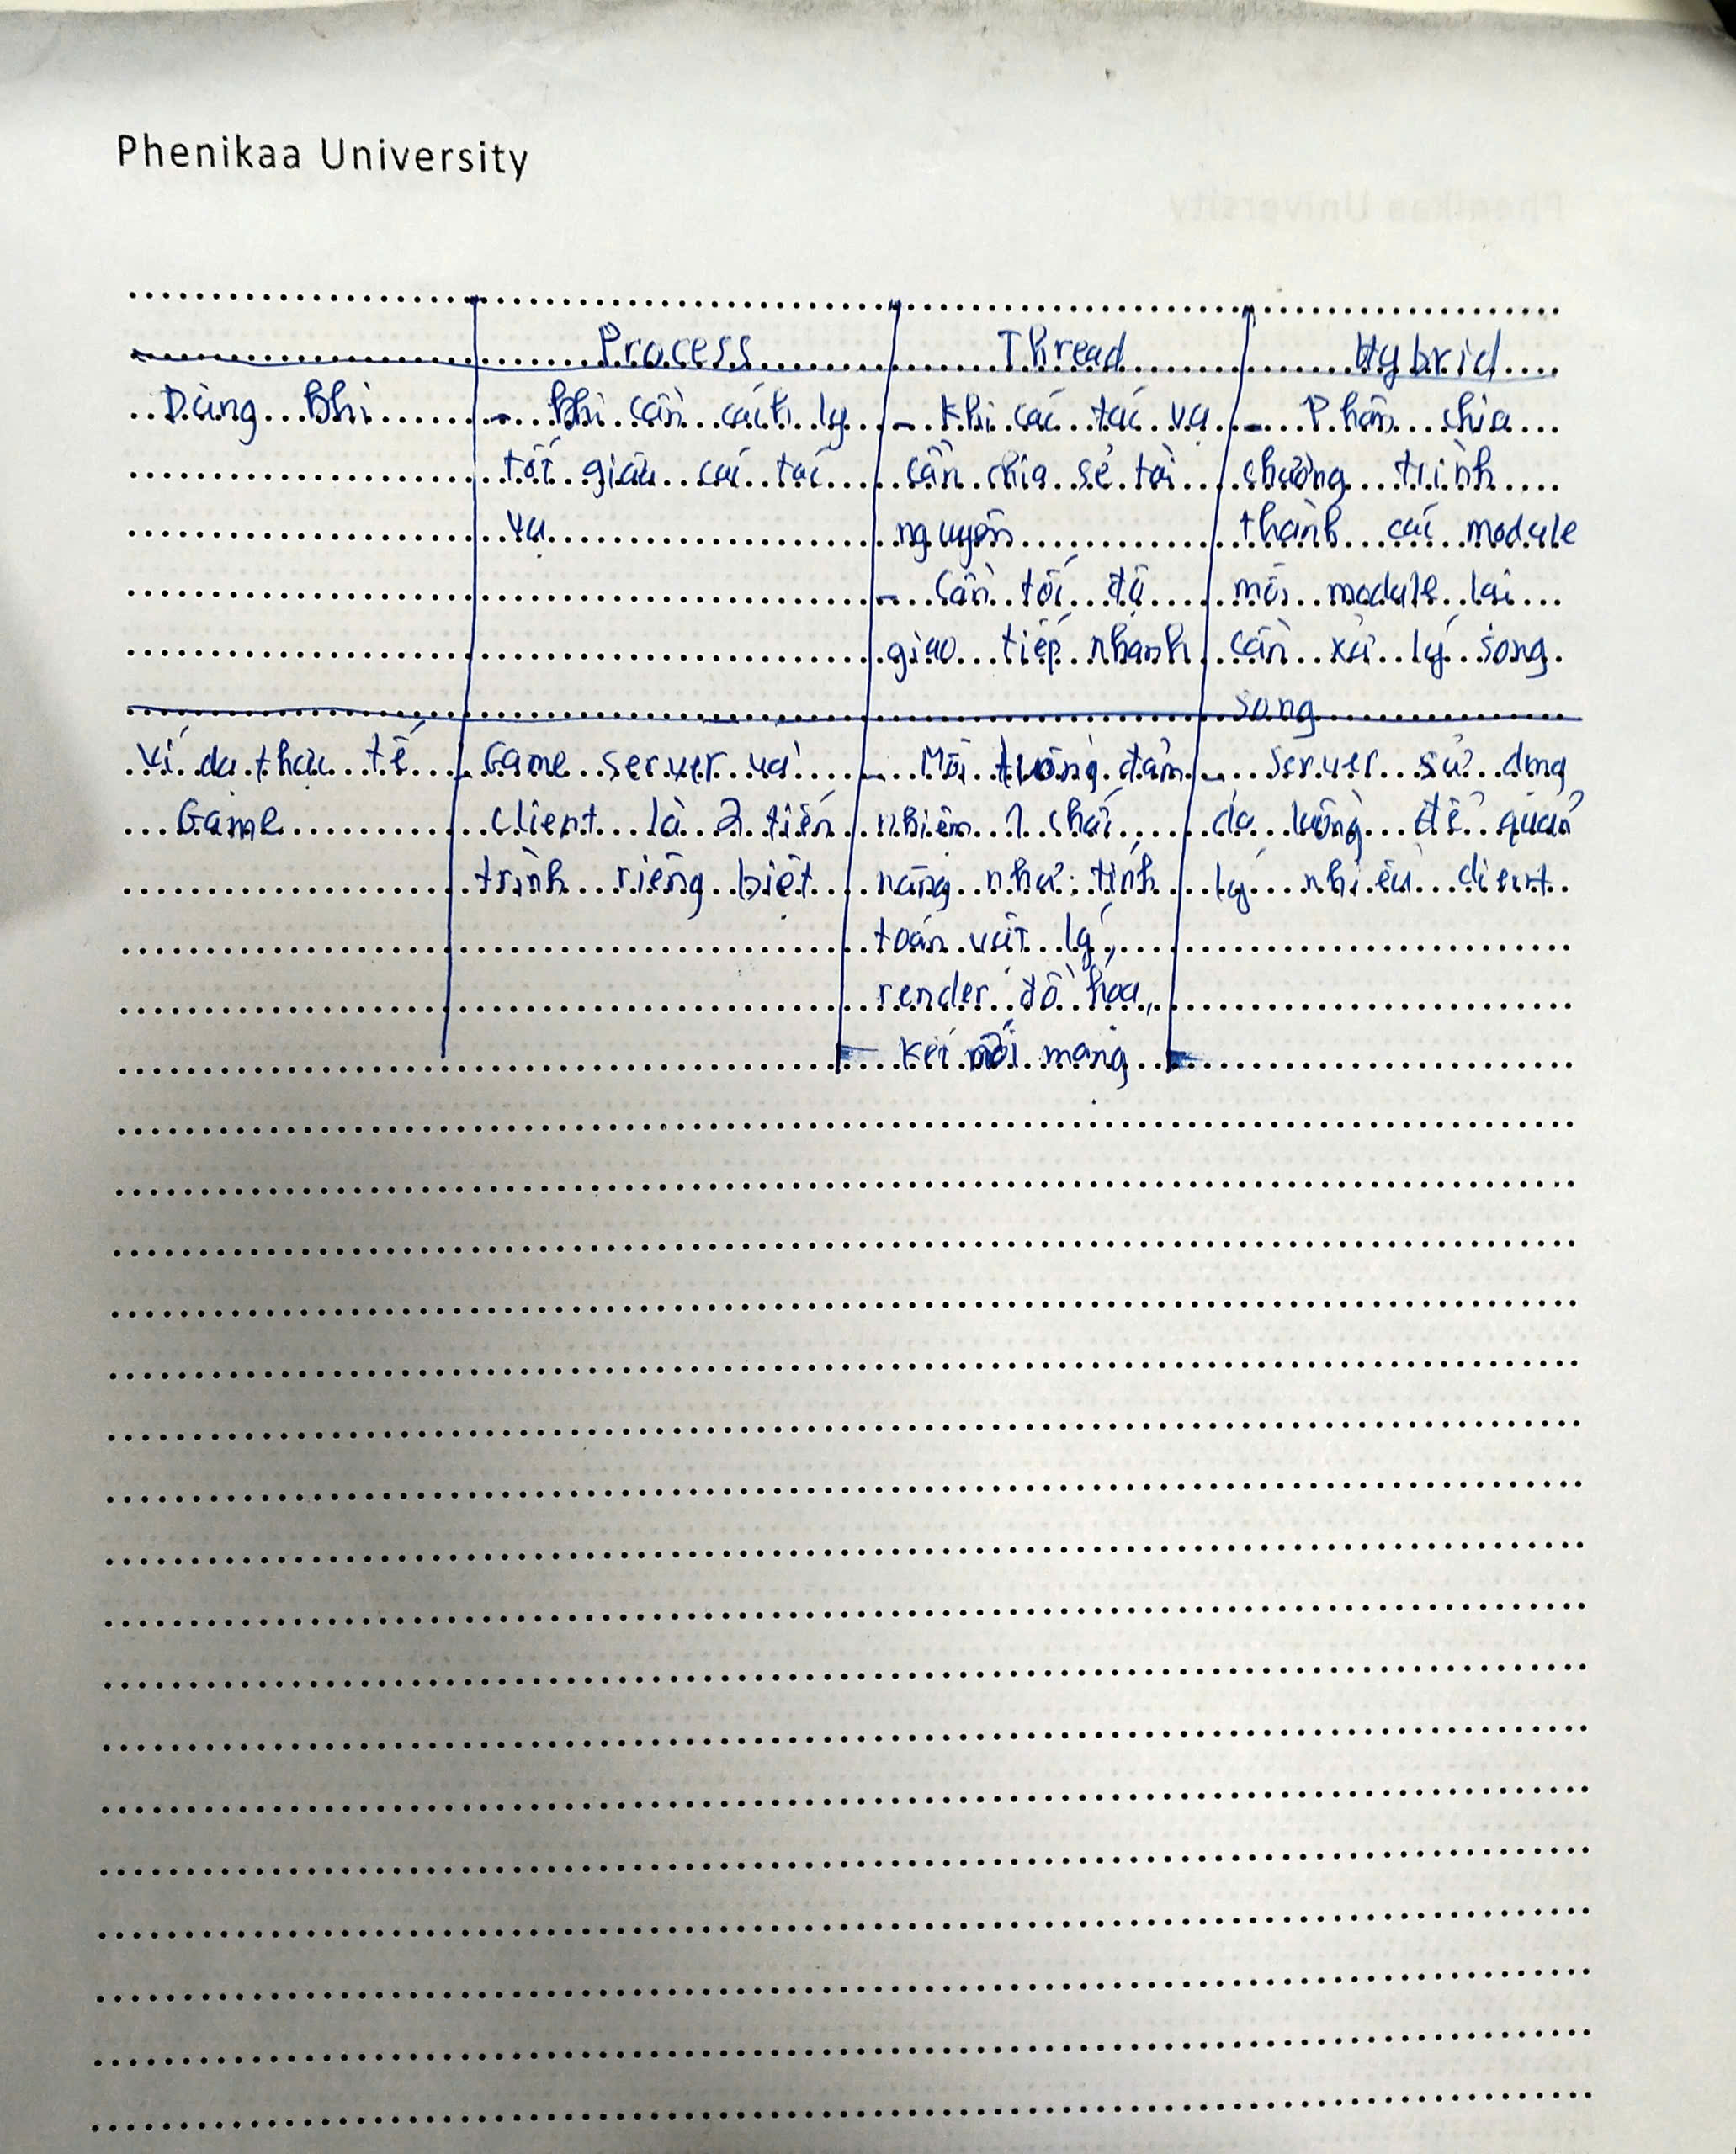 Phenikaa University
Process Thread Hybrid
Dùng khi - khi cần cách ly - Khi các tác vụ - Phân chia
tốt giữa các tác cần chia sẻ tài chương trình
vụ nguyên thành các module
- Cần tốc độ mỗi module lại
giao tiếp nhanh cần xử lý song
song
Ví dụ thực tế - Game server và - Mỗi luồng đảm - Server sử dụng
Game client là 2 tiến nhiệm 1 chức đa luồng để quản
trình riêng biệt năng như: tính lý nhiều client
toán vật lý,
render đồ họa,
kết nối mạng